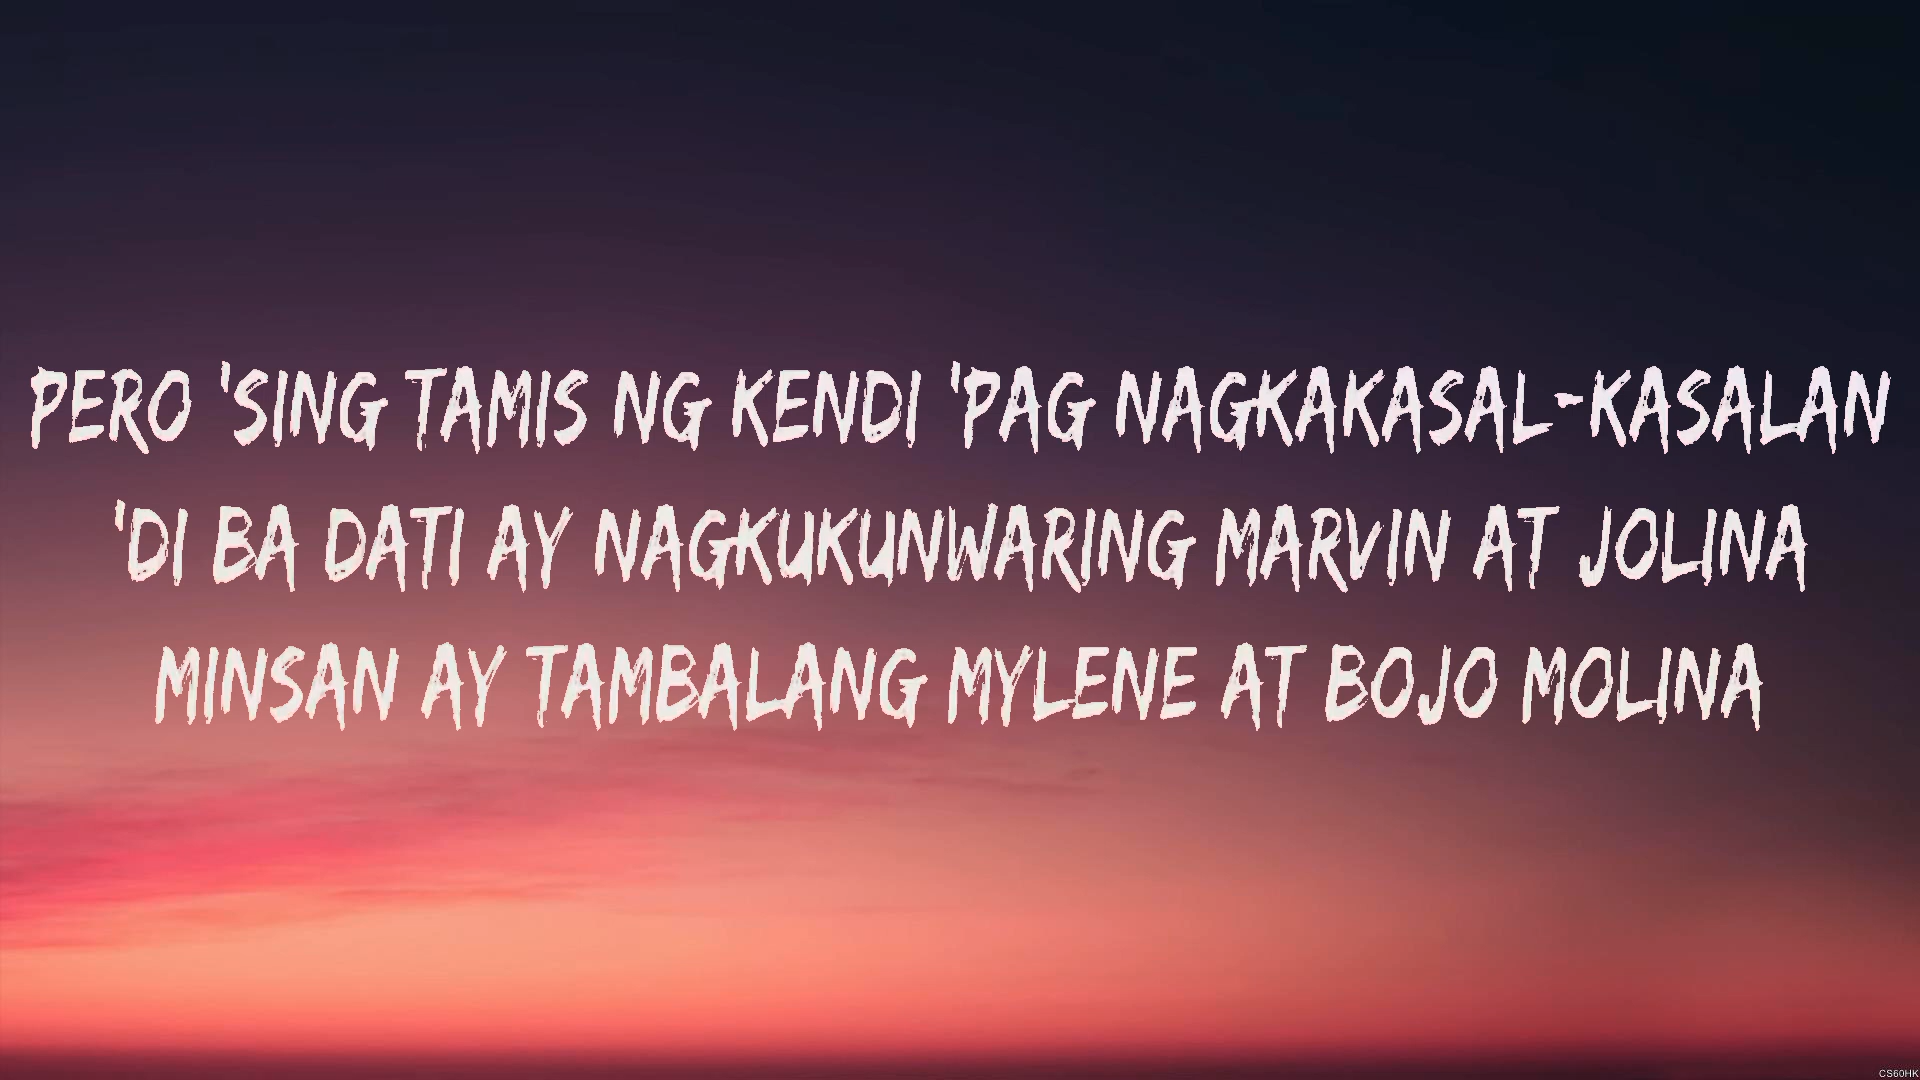 PERO 'SING TAMIS NG KENDI 'PAG NAGKAKASAL-KASALAN
'DI BA DATI AY NAGKUKUNWARING MARVIN AT JOLINA
MINSAN AY TAMBALANG MYLENE AT BOJO MOLINA
CS60HK